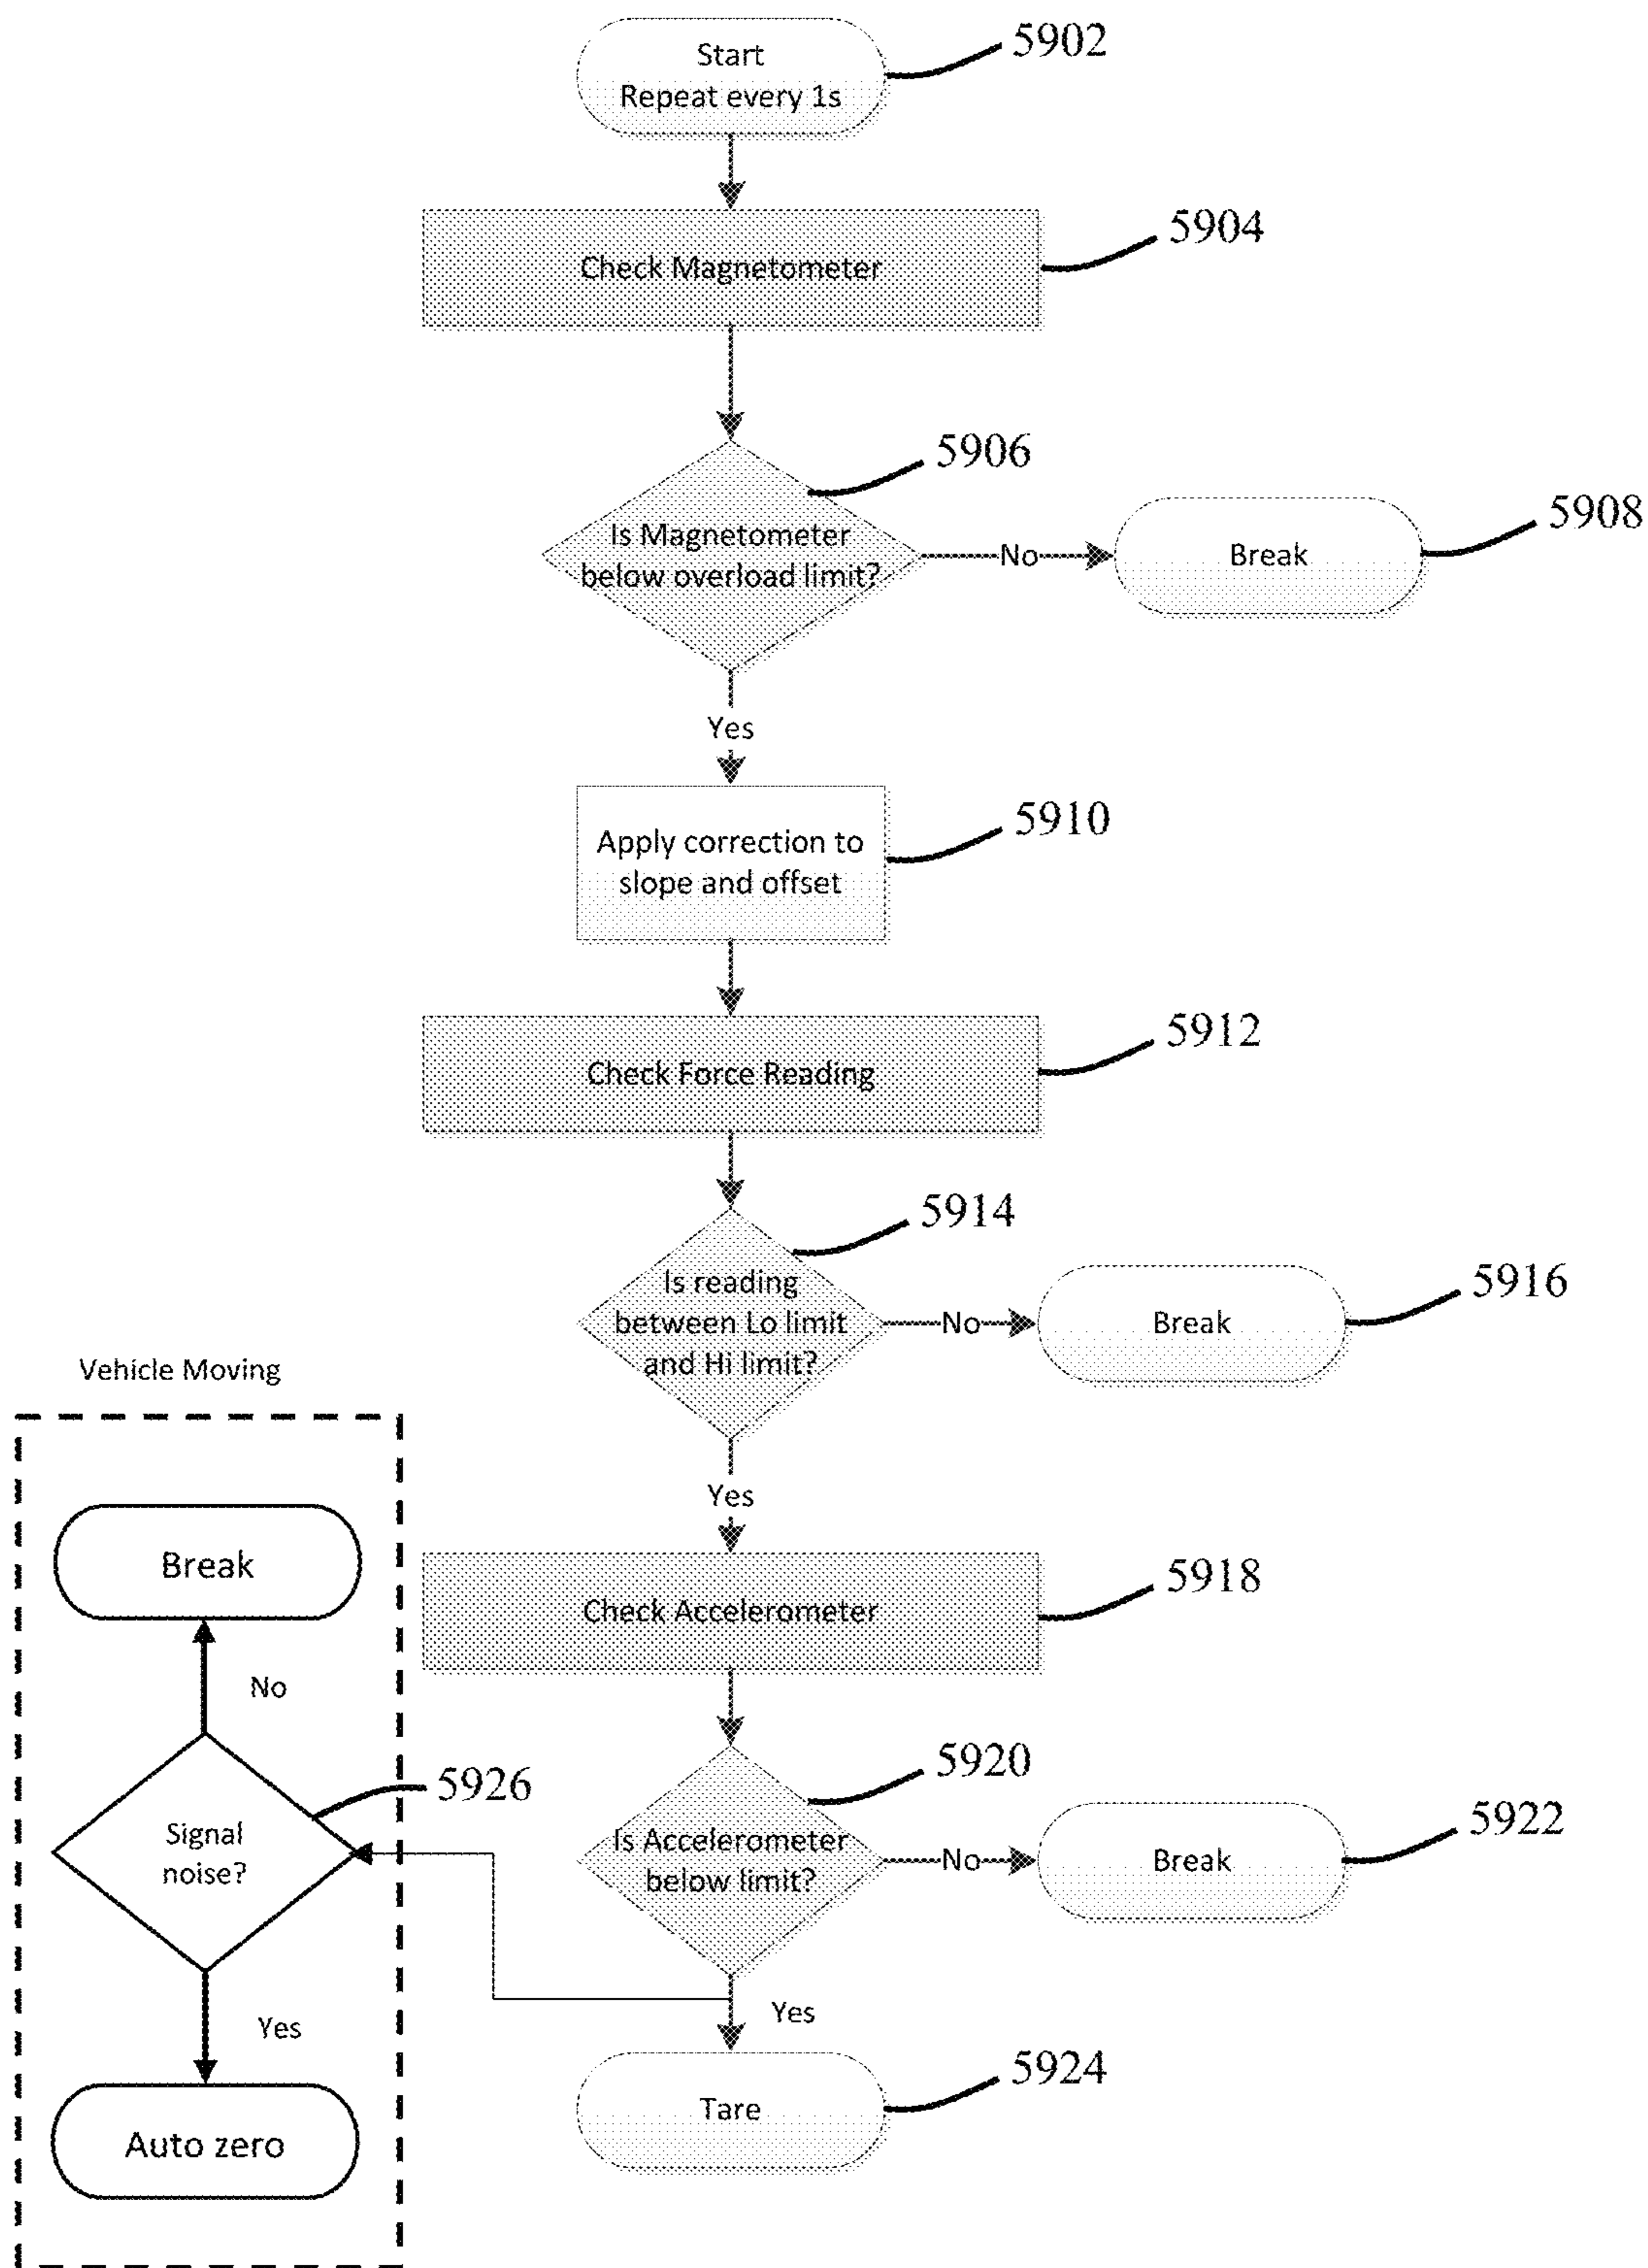 Start
Repeat every 1s
5902
Check Magnetometer
5904
Is Magnetometer
below overload limit?
5906
No
Break
5908
Yes
Apply correction to
slope and offset
5910
Check Force Reading
5912
Is reading
between Lo limit
and Hi limit?
5914
No
Break
5916
Yes
Check Accelerometer
5918
Is Accelerometer
below limit?
5920
No
Break
5922
Yes
Tare
5924
Vehicle Moving
Break
No
Signal
noise?
5926
Yes
Auto zero